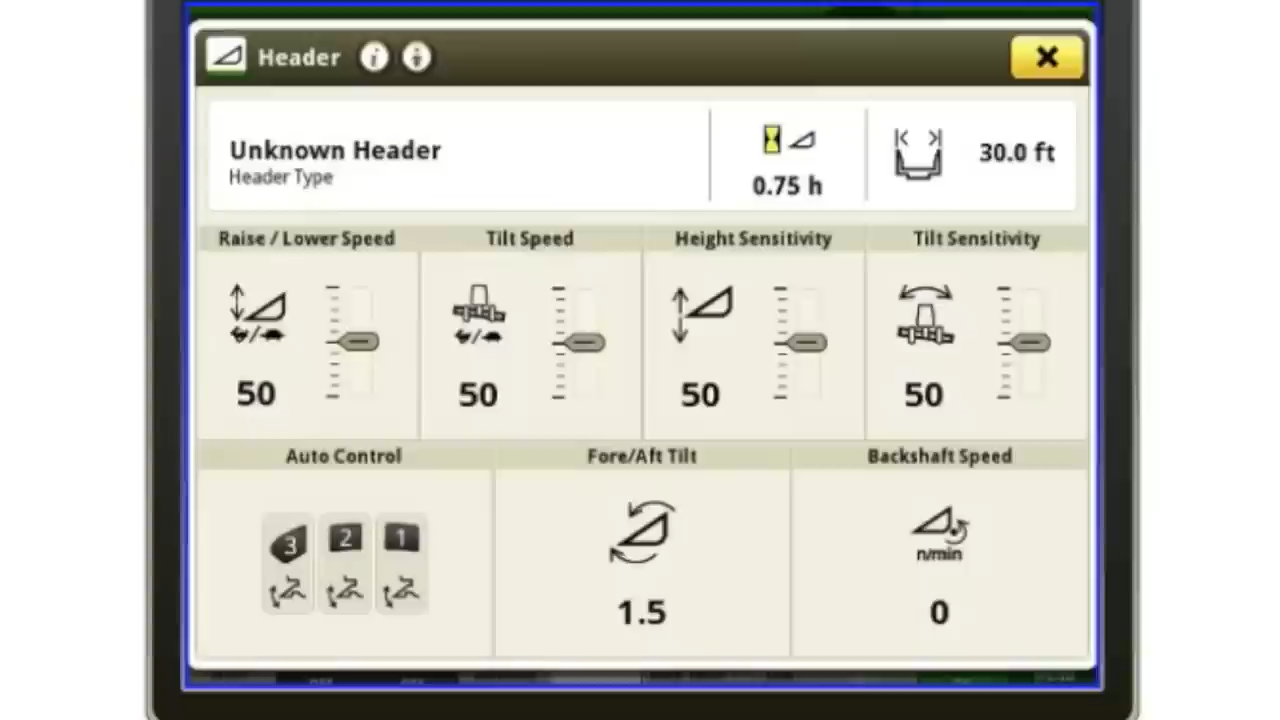 Header
Unknown Header
Header Type
0.75 h
30.0 ft
Raise / Lower Speed
Tilt Speed
Height Sensitivity
Tilt Sensitivity
50
50
50
50
Auto Control
Fore/Aft Tilt
Backshaft Speed
3 2 1
n/min
1.5
0